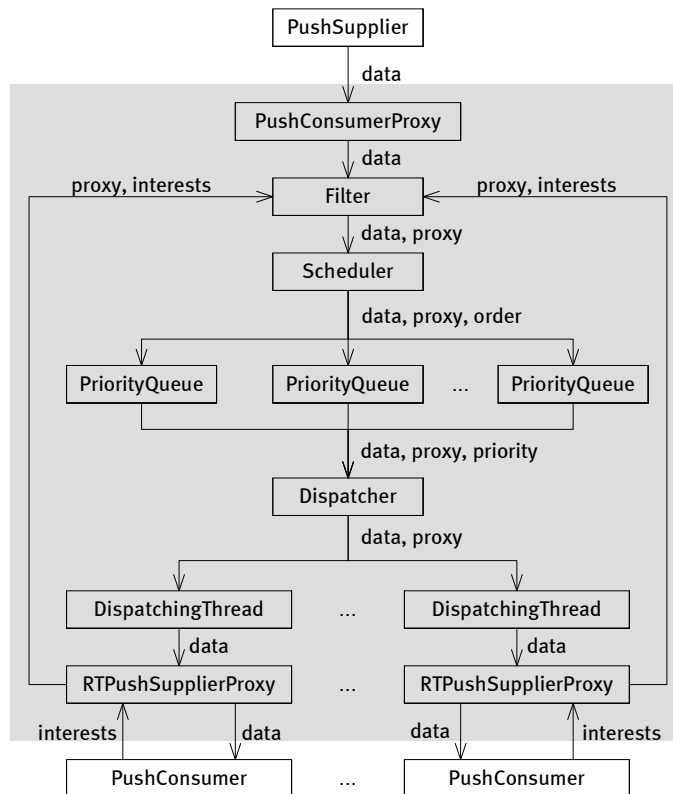 PushSupplier
data
PushConsumerProxy
data
proxy, interests
proxy, interests
Filter
data, proxy
Scheduler
data, proxy, order
PriorityQueue
PriorityQueue
...
PriorityQueue
data, proxy, priority
Dispatcher
data, proxy
DispatchingThread
...
DispatchingThread
data
data
RTPushSupplierProxy
...
RTPushSupplierProxy
interests
data
data
interests
PushConsumer
...
PushConsumer